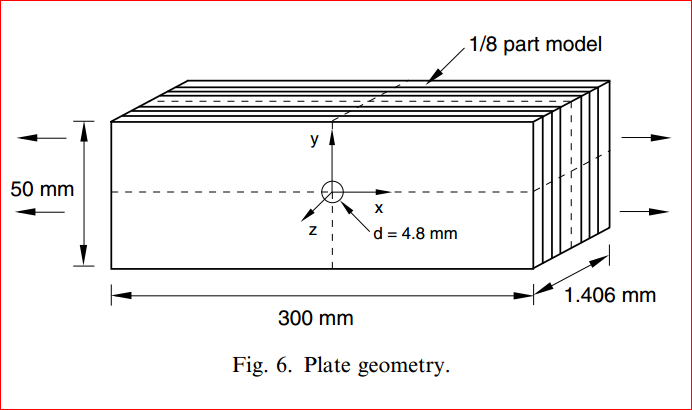 1/8 part model
y
50 mm
x
z
d = 4.8 mm
1.406 mm
300 mm
Fig. 6. Plate geometry.